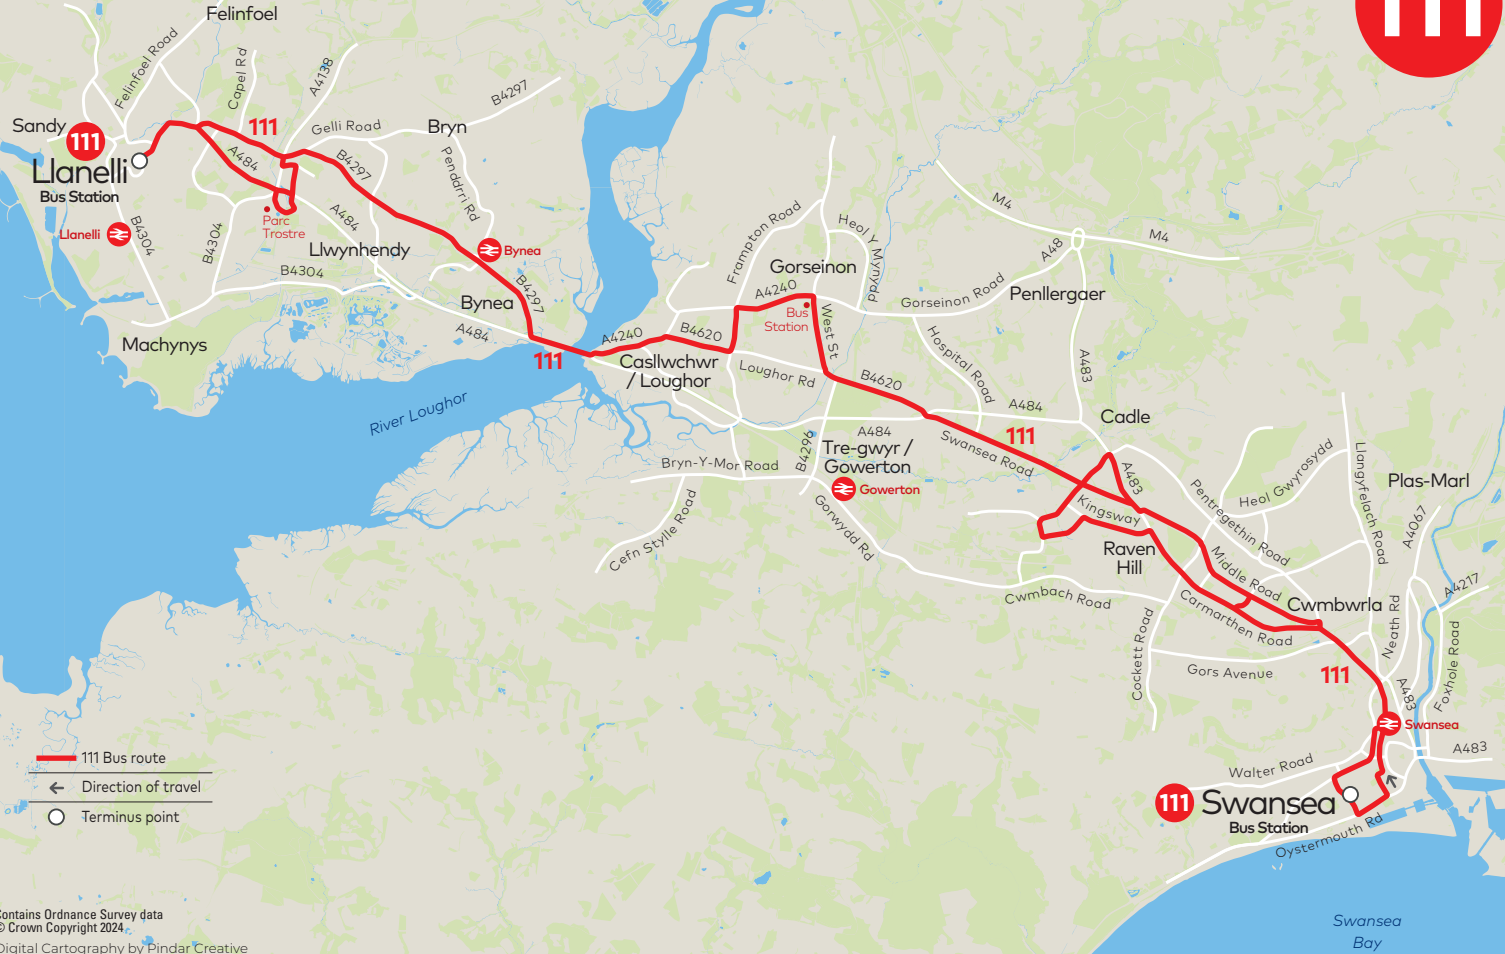 111
Felinfoel
Felinfoel Road
Capel Rd
A4138
B4297
Sandy
111
111
Gelli Road
Bryn
Llanelli
Bus Station
A484
B4297
Penddrri Rd
M4
M4
Llanelli
B4304
B4304
Parc
Trostre
A484
Llwynhendy
B4304
Bynea
Bynea
B4297
A484
Machynys
111
River Loughor
Frampton Road
Heol Y Mynydd
Gorseinon
A4240
Bus
Station
West St
Gorseinon Road
A48
Penllergaer
A4240
B4620
Casllwchwr
/ Loughor
Loughor Rd
B4620
Hospital Road
A483
A484
Cadle
A484
111
Swansea Road
Bryn-Y-Mor Road
B4296
Tre-gwyr /
Gowerton
Gowerton
Gorwydd Rd
Cefn Stylle Road
A483
Kingsway
Raven
Hill
Pentregethin Road
Heol Gwyrosydd
Llangyfelach Road
Plas-Marl
A4067
A4217
Middle Road
Cwmbwrla
Carmarthen Road
Cwmbach Road
Cockett Road
Gors Avenue
Neath Rd
Foxhole Road
111
A483
Swansea
A483
Walter Road
111
Swansea
Bus Station
Oystermouth Rd
Swansea
Bay
111 Bus route
Direction of travel
Terminus point
Contains Ordnance Survey data
© Crown Copyright 2024
Digital Cartography by Pindar Creative